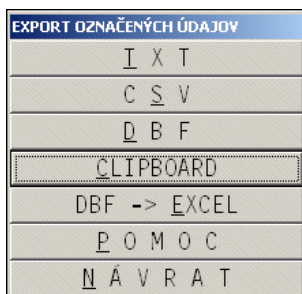 EXPORT OZNAČENÝCH ÚDAJOV
T X T
C S V
D B F
CLIPBOARD
DBF -> EXCEL
P O M O C
N Á V R A T